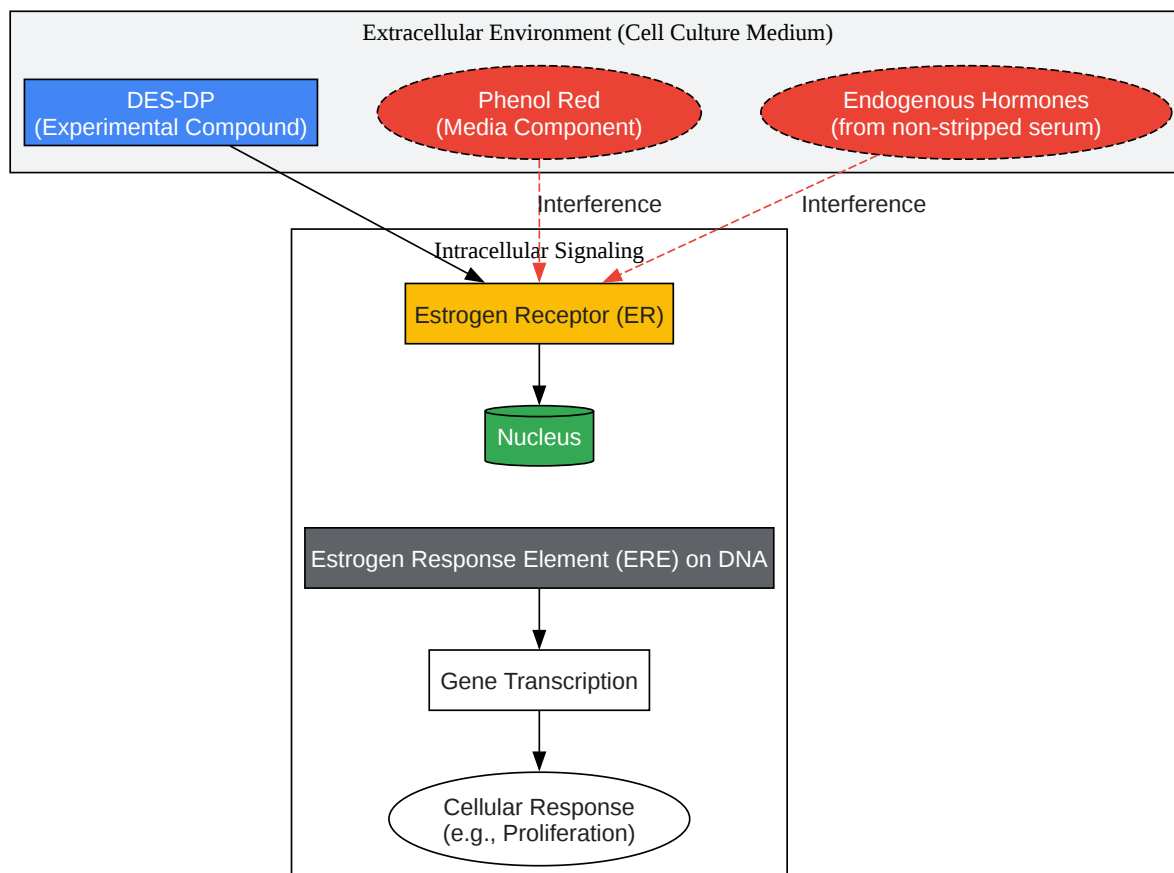 Extracellular Environment (Cell Culture Medium)
DES-DP
(Experimental Compound)
Phenol Red
(Media Component)
Endogenous Hormones
(from non-stripped serum)
Interference
Interference
Intracellular Signaling
Estrogen Receptor (ER)
Nucleus
Estrogen Response Element (ERE) on DNA
Gene Transcription
Cellular Response
(e.g., Proliferation)